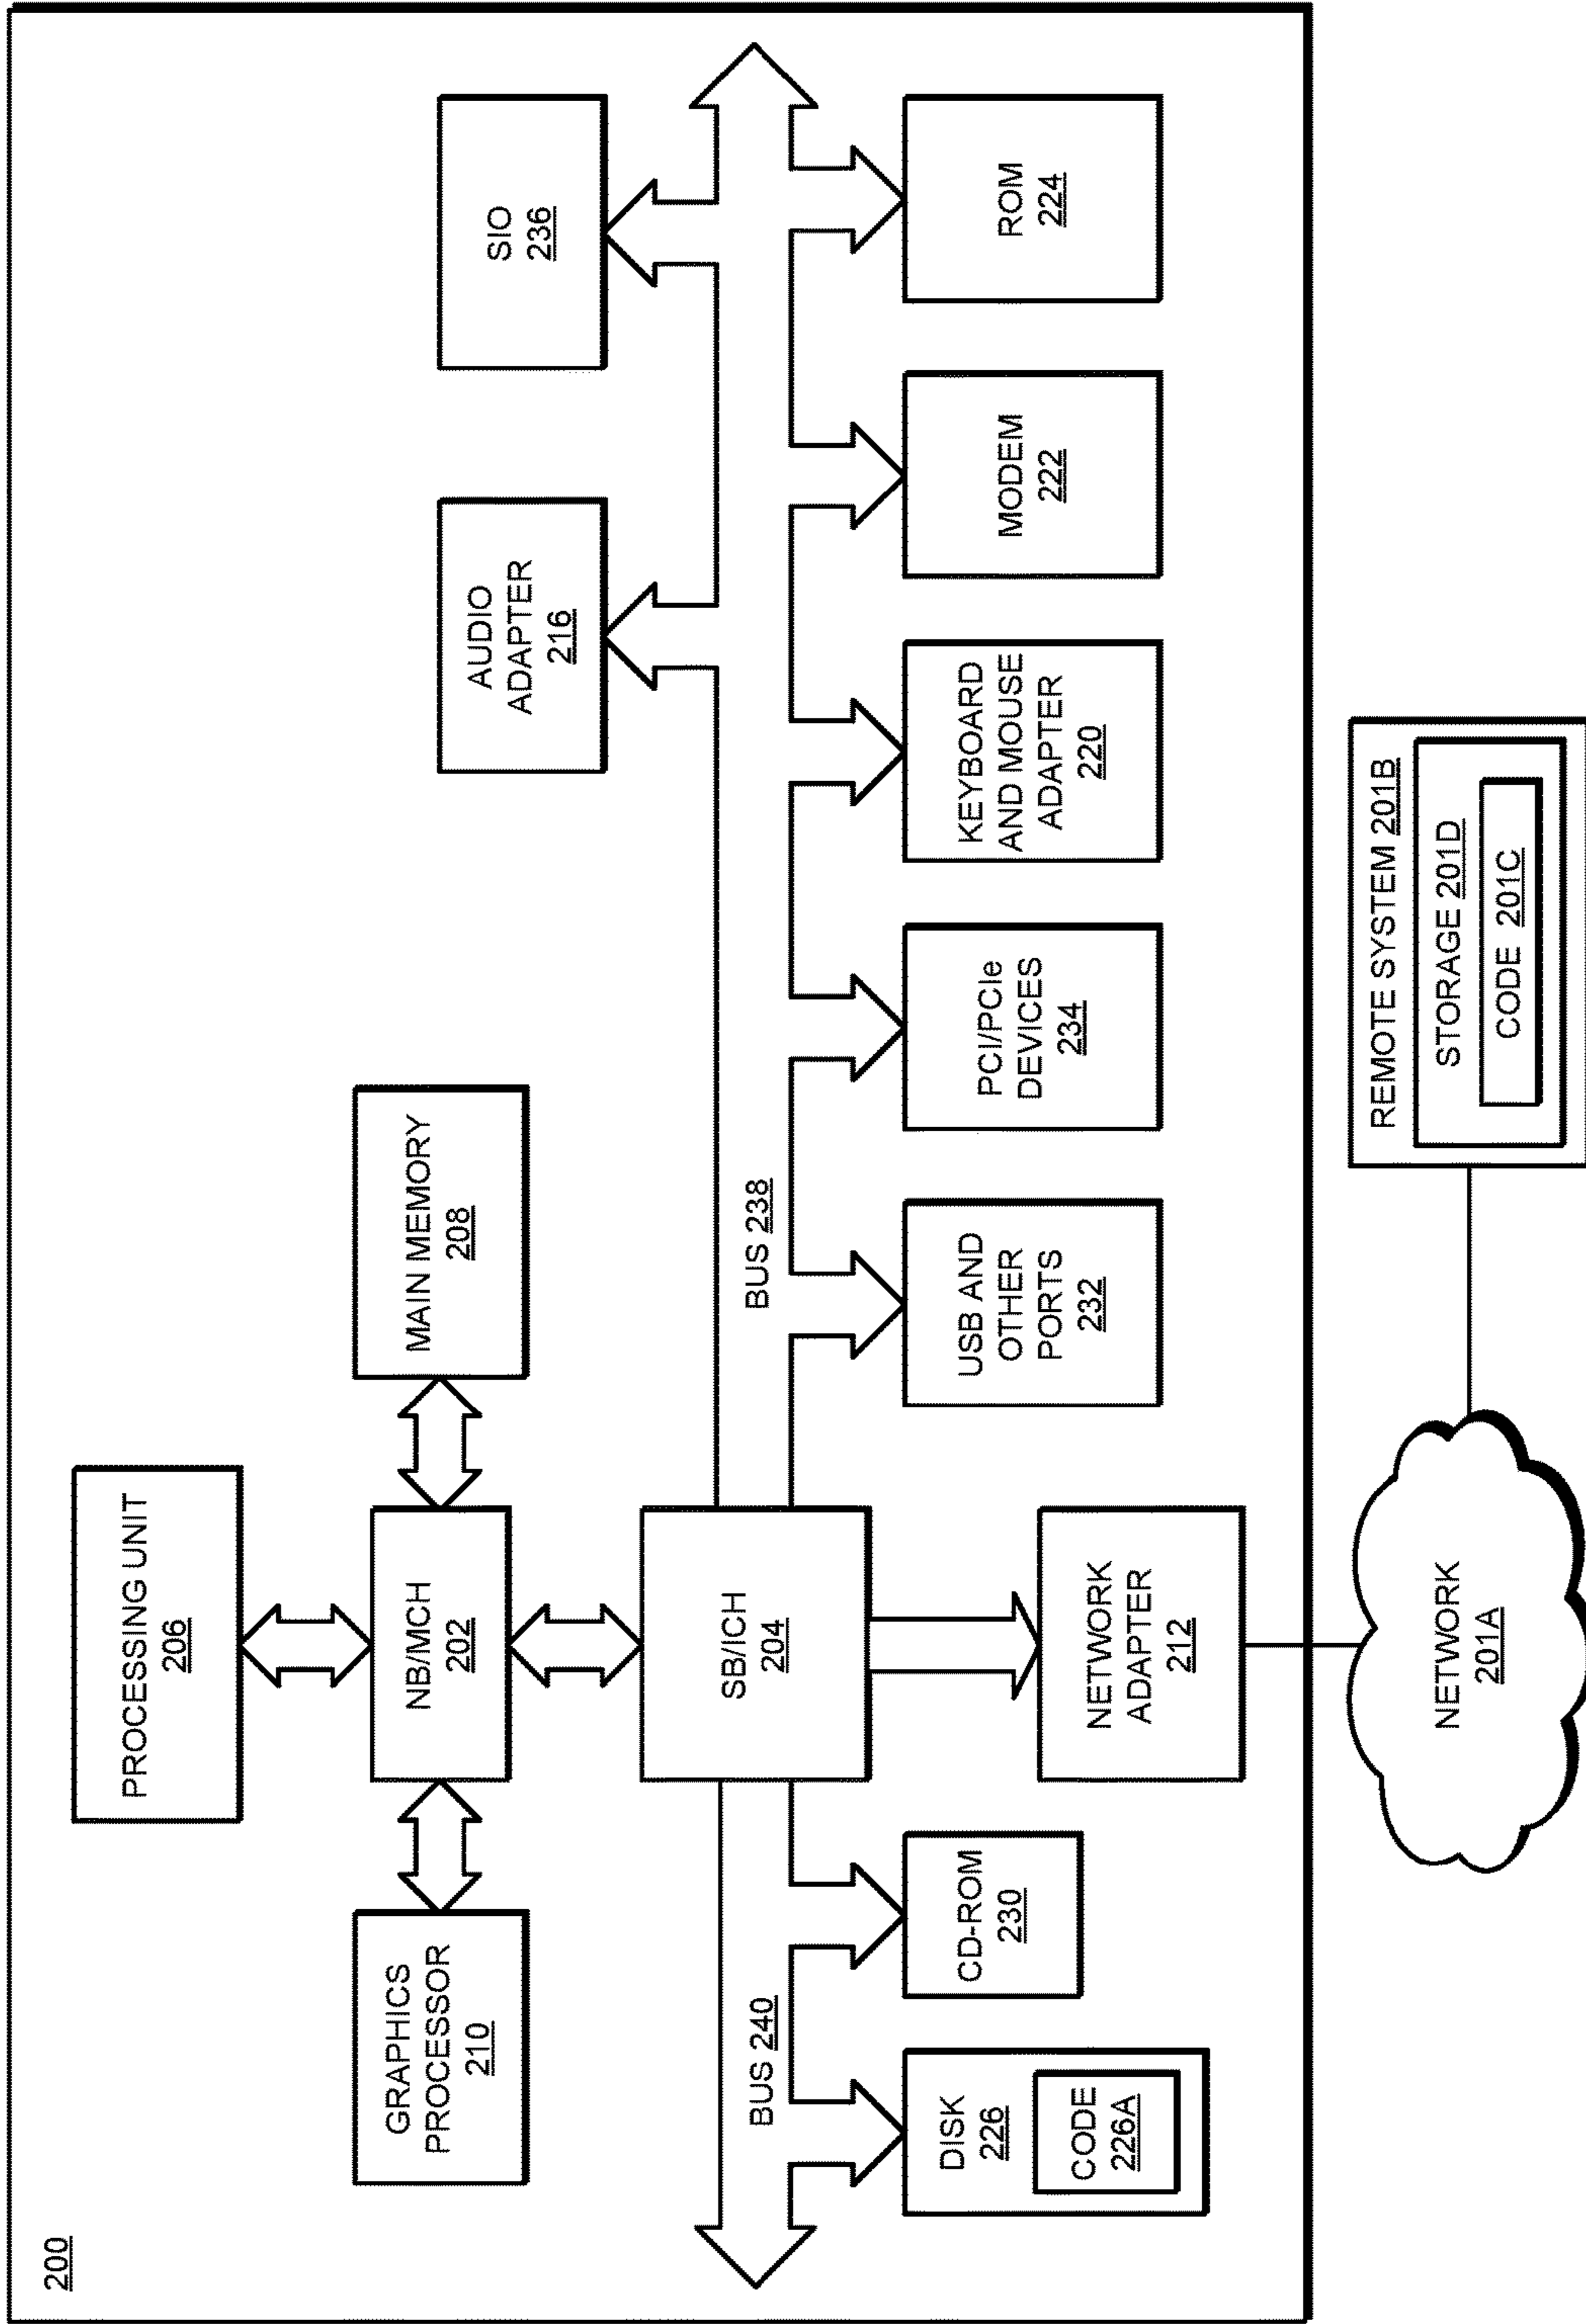 200
PROCESSING UNIT
206
GRAPHICS
PROCESSOR
210
NB/MCH
202
MAIN MEMORY
208
AUDIO
ADAPTER
216
SIO
236
SB/ICH
204
BUS 240
BUS 238
DISK
226
CODE
226A
CD-ROM
230
NETWORK
ADAPTER
212
USB AND
OTHER
PORTS
232
PCI/PCIe
DEVICES
234
KEYBOARD
AND MOUSE
ADAPTER
220
MODEM
222
ROM
224
NETWORK
201A
REMOTE SYSTEM 201B
STORAGE 201D
CODE 201C